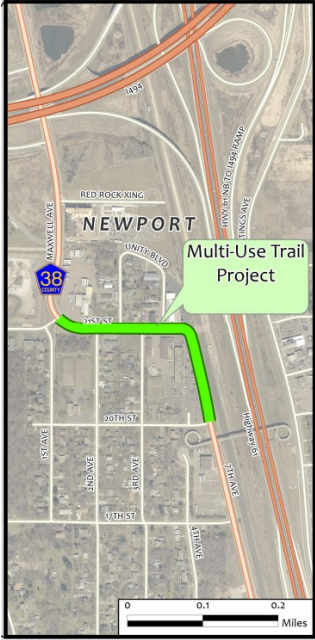 I494
HWY 61 NB TO I494 RAMP
MAXWELL AVE
RED ROCK XING
NEWPORT
TINGS AVE
UNITY BLVD
Multi-Use Trail
Project
38
COUNTY
21ST ST
20TH ST
Highway 61
1ST AVE
2ND AVE
3RD AVE
7TH AVE
17TH ST
4TH AVE
0 0.1 0.2
Miles